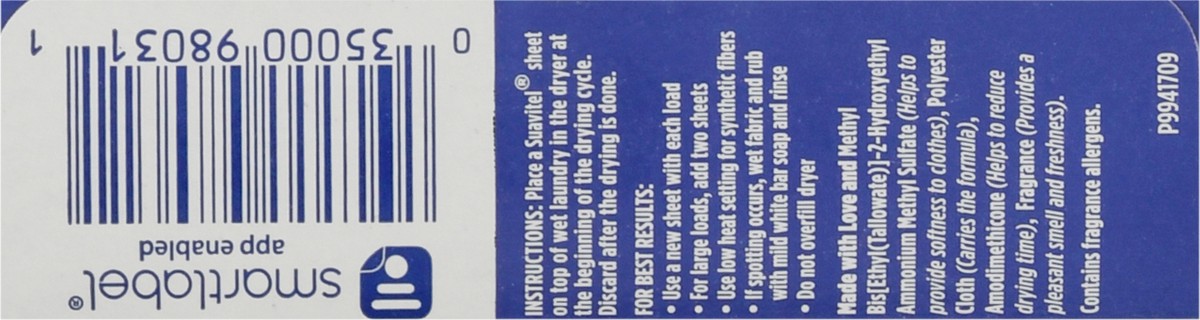 smartlabel®
app enabled
0 35000 98031 1
INSTRUCTIONS: Place a Suavitel® sheet
on top of wet laundry in the dryer at
the beginning of the drying cycle.
Discard after the drying is done.
FOR BEST RESULTS:
• Use a new sheet with each load
• For large loads, add two sheets
• Use low heat setting for synthetic fibers
• If spotting occurs, wet fabric and rub
with mild white bar soap and rinse
• Do not overfill dryer
Made with Love and Methyl
Bis[Ethyl(Tallowate)]-2-Hydroxyethyl
Ammonium Methyl Sulfate (Helps to
provide softness to clothes), Polyester
Cloth (Carries the formula),
Amodimethicone (Helps to reduce
drying time), Fragrance (Provides a
pleasant smell and freshness).
Contains fragrance allergens.
P9941709